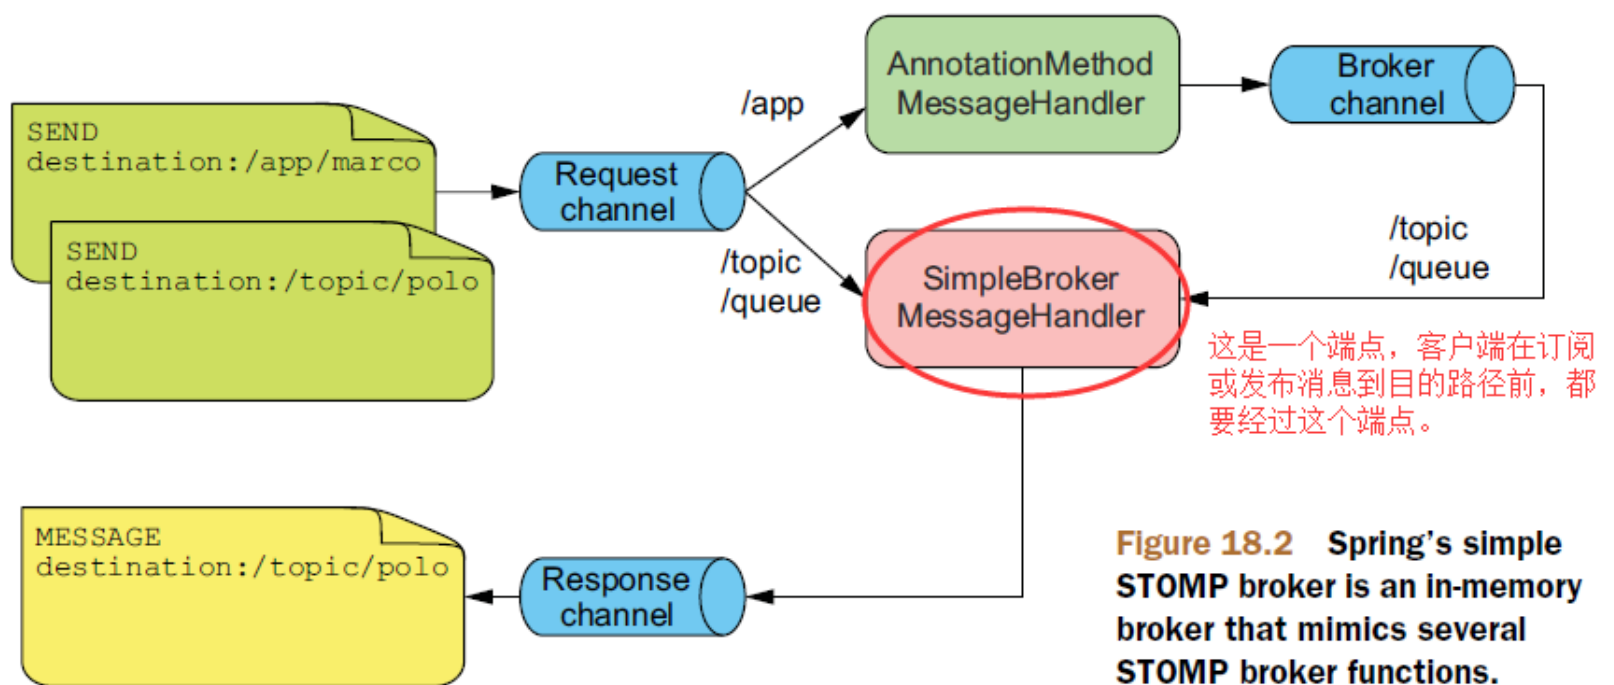 SEND
destination:/app/marco
SEND
destination:/topic/polo
Request
channel
/app
/topic
/queue
AnnotationMethod
MessageHandler
Broker
channel
SimpleBroker
MessageHandler
/topic
/queue
这是一个端点，客户端在订阅
或发布消息到目的路径前，都
要经过这个端点。
MESSAGE
destination:/topic/polo
Response
channel
Figure 18.2 Spring's simple
STOMP broker is an in-memory
broker that mimics several
STOMP broker functions.